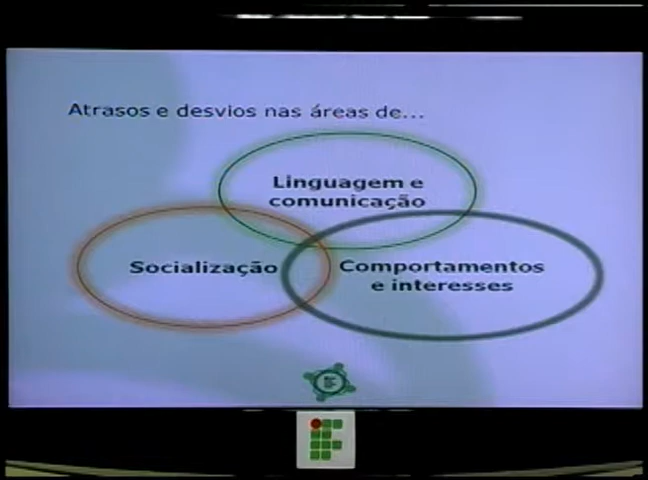 Atrasos e desvios nas áreas de...
Linguagem e
comunicação
Socialização
Comportamentos
e interesses